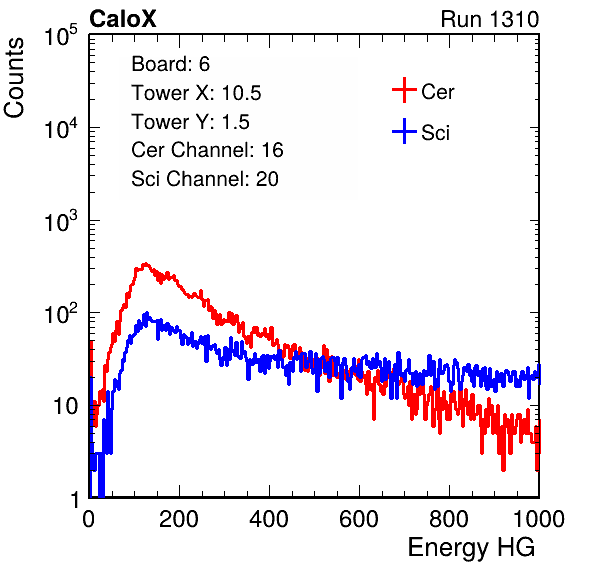 CaloX Run 1310
Counts
10^5
10^4
10^3
10^2
10
1
Board: 6
Tower X: 10.5
Tower Y: 1.5
Cer Channel: 16
Sci Channel: 20
Cer
Sci
0 200 400 600 800 1000
Energy HG